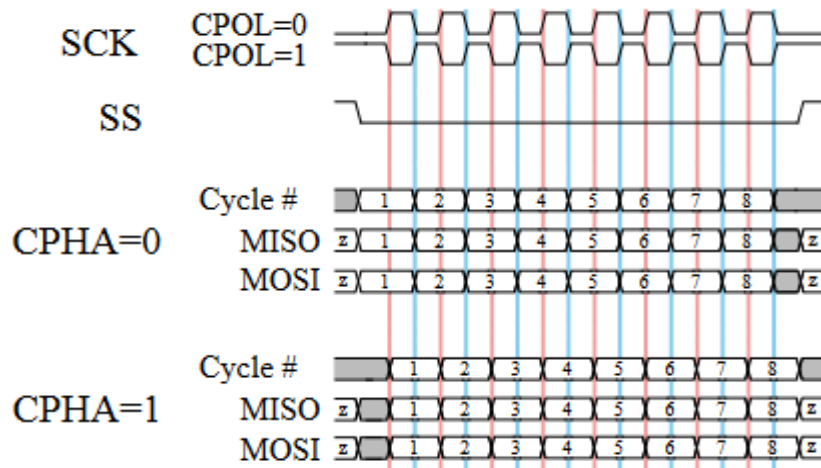 SCK CPOL=0
CPOL=1
SS
Cycle # 1 2 3 4 5 6 7 8
CPHA=0 MISO z 1 2 3 4 5 6 7 8 z
MOSI z 1 2 3 4 5 6 7 8 z
Cycle # 1 2 3 4 5 6 7 8
CPHA=1 MISO z 1 2 3 4 5 6 7 8 z
MOSI z 1 2 3 4 5 6 7 8 z